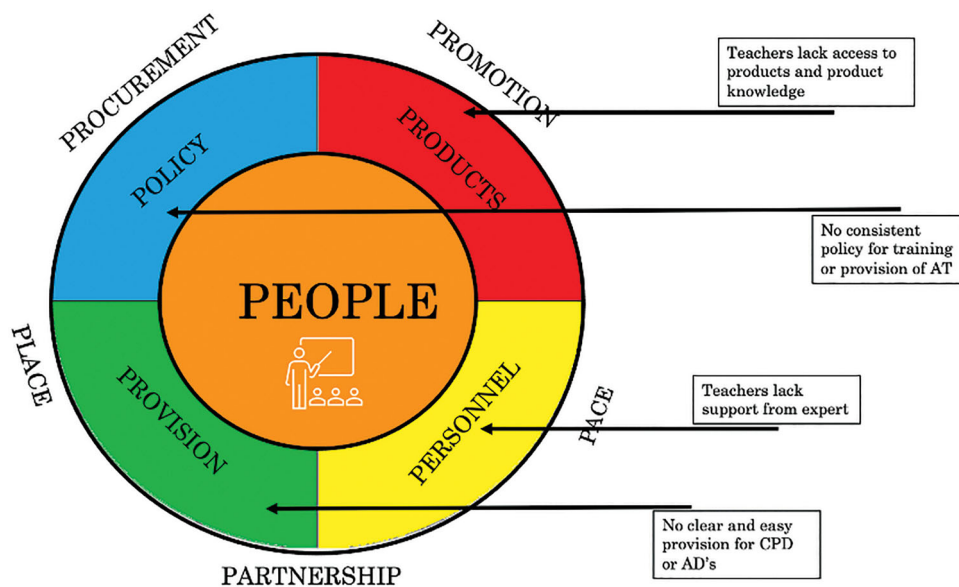 PROCUREMENT
PROMOTION
Teachers lack access to
products and product
knowledge
POLICY
PRODUCTS
No consistent
policy for training
or provision of AT
PEOPLE
PLACE
PROVISION
PERSONNEL
PACE
Teachers lack
support from expert
No clear and easy
provision for CPD
or AD's
PARTNERSHIP